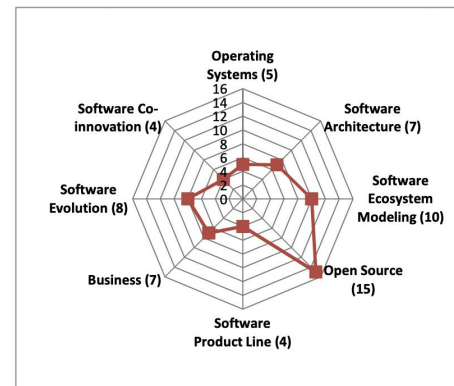 Operating
Systems (5)
Software
Architecture (7)
Software
Ecosystem
Modeling (10)
Open Source
(15)
Software
Product Line (4)
Business (7)
Software
Evolution (8)
Software Co-
innovation (4)
16
14
12
10
8
6
4
2
0